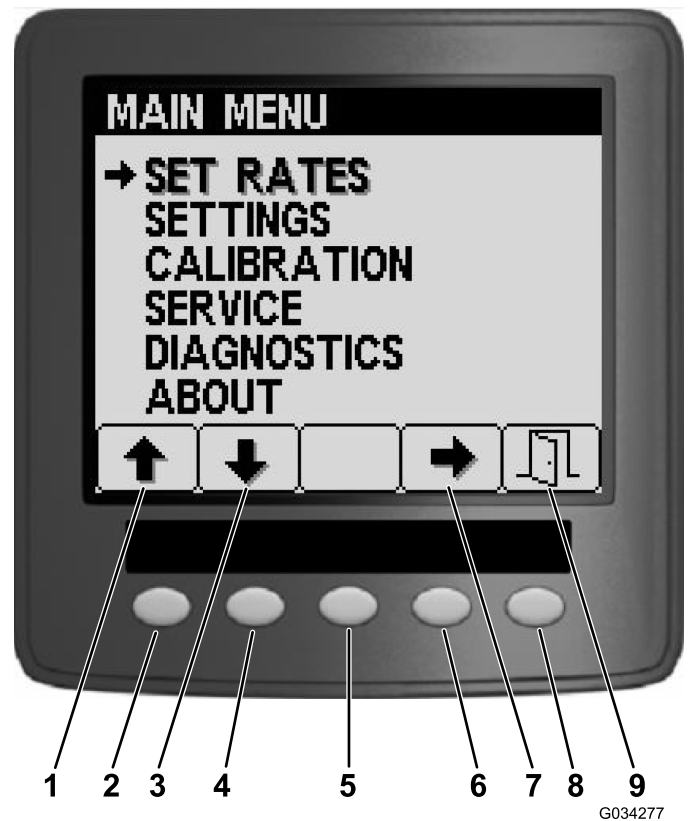 MAIN MENU
SET RATES
SETTINGS
CALIBRATION
SERVICE
DIAGNOSTICS
ABOUT
1 2 3 4 5 6 7 8 9
G034277